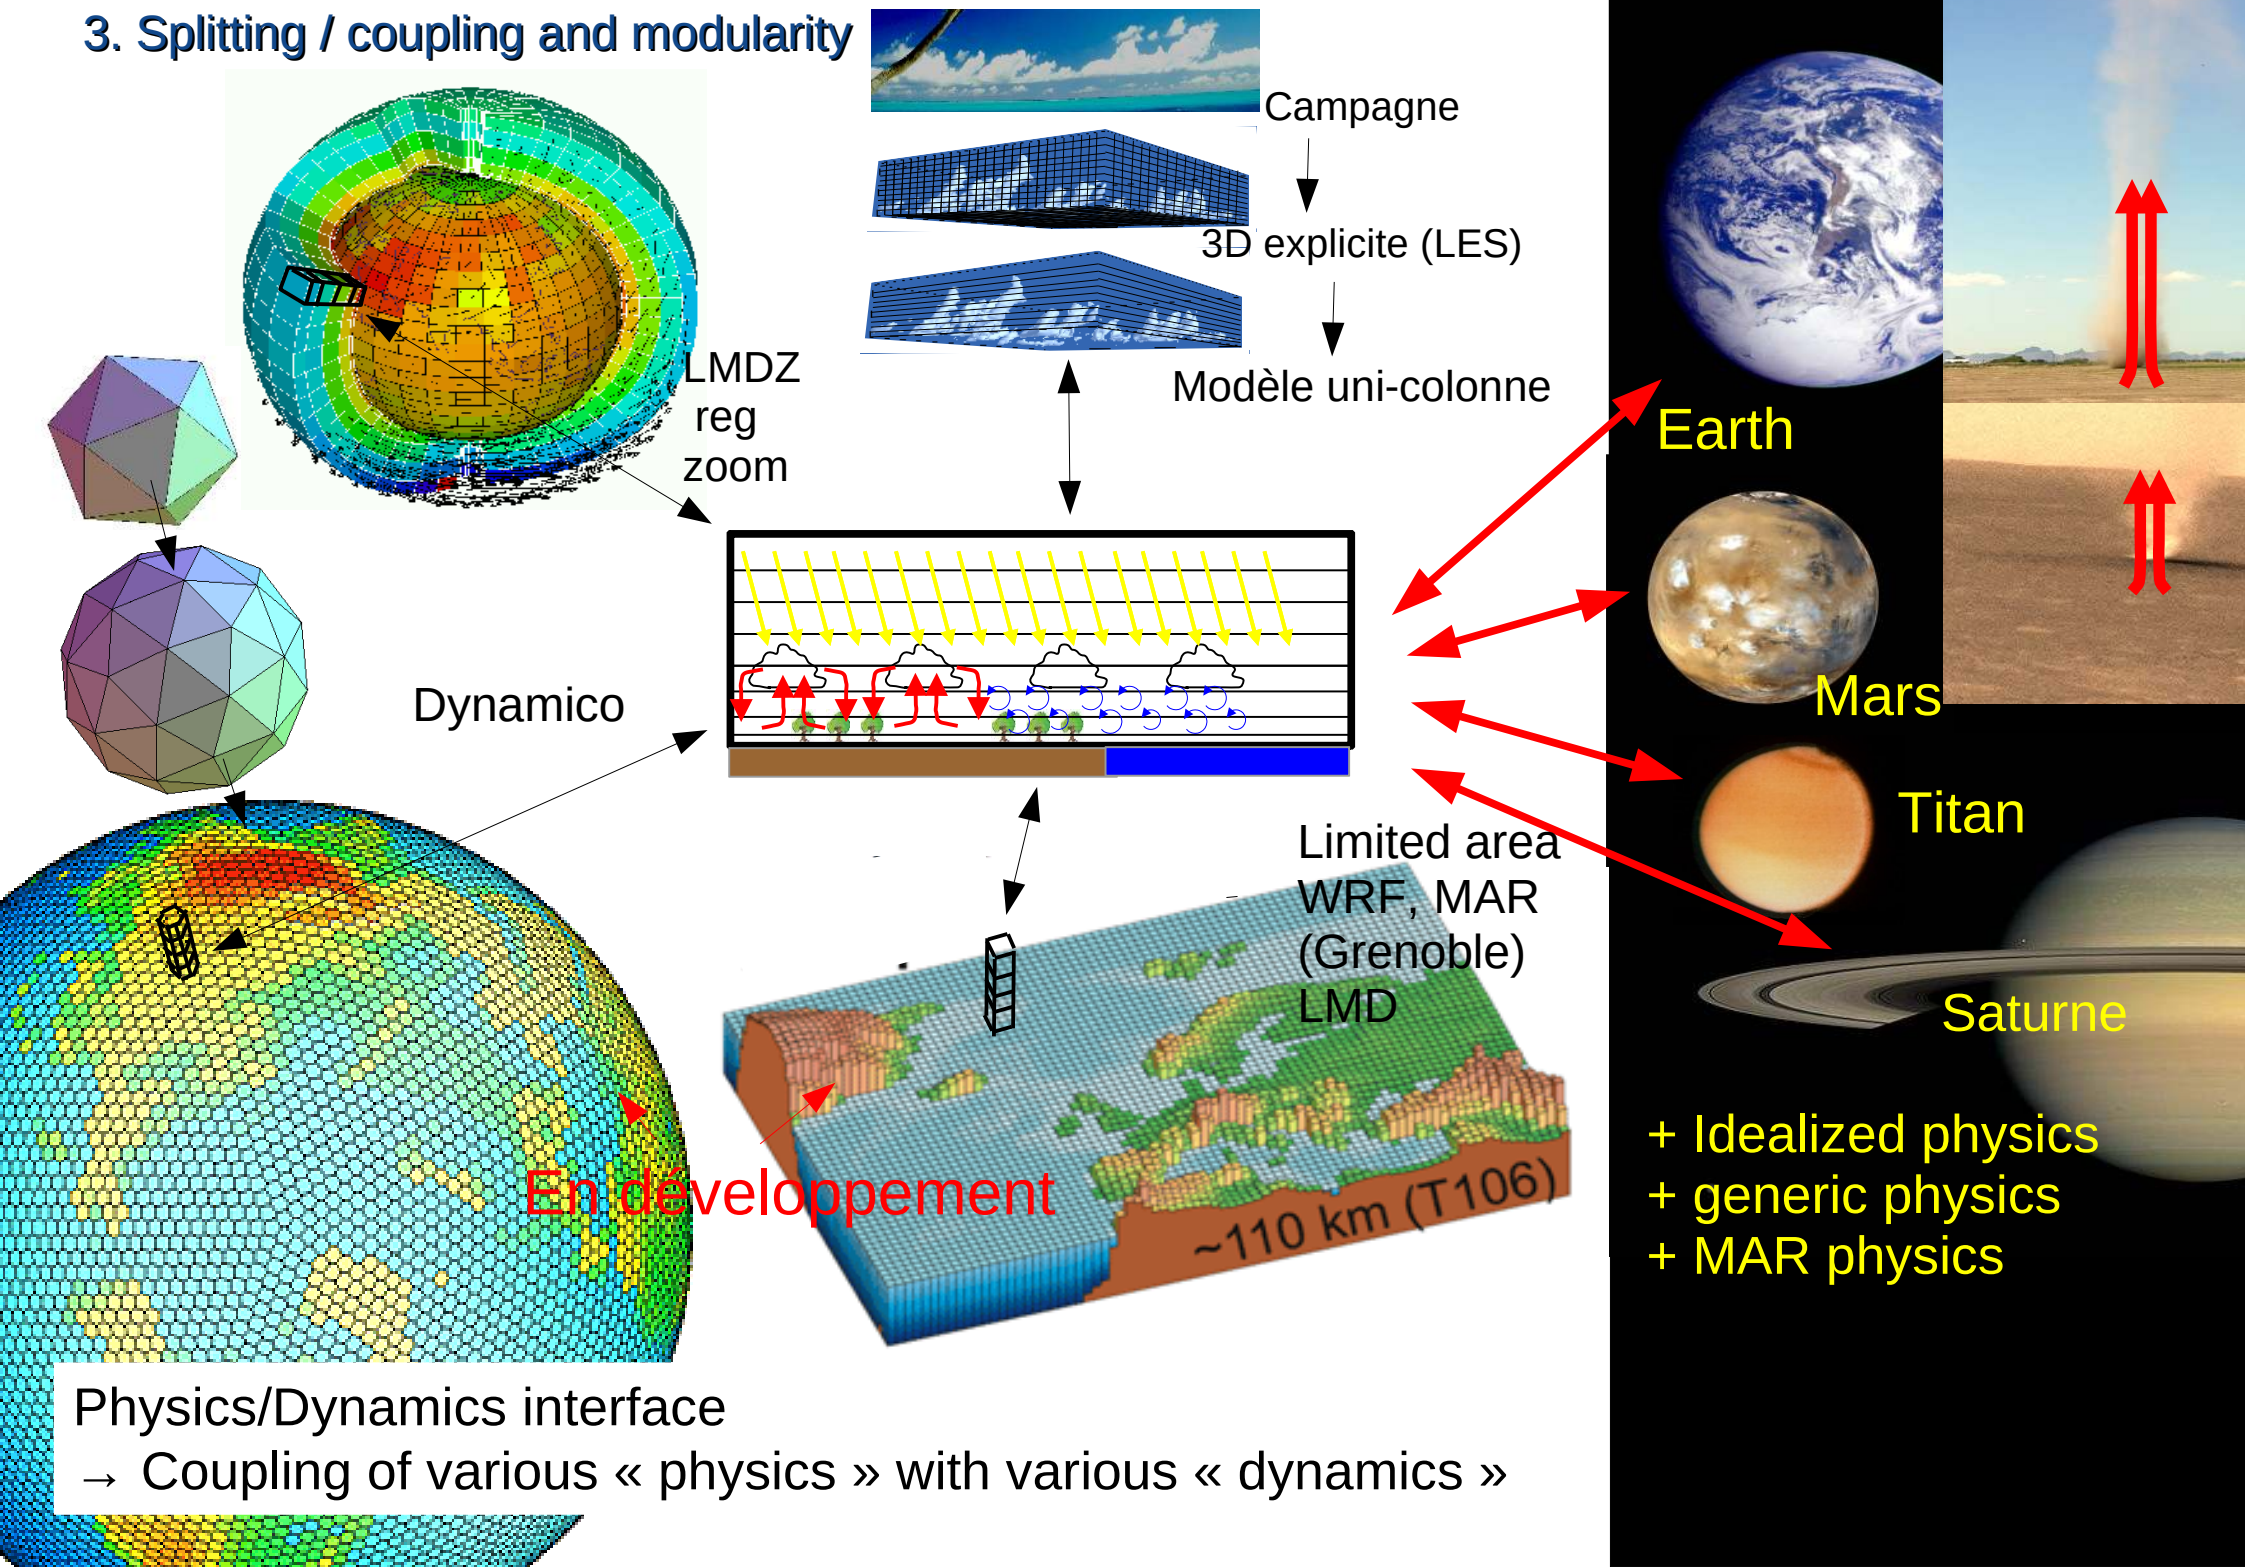 3. Splitting / coupling and modularity
Campagne
3D explicite (LES)
Modèle uni-colonne
LMDZ
reg
zoom
Dynamico
Earth
Mars
Titan
Saturne
Limited area
WRF, MAR
(Grenoble)
LMD
En développement
~110 km (T106)
+ Idealized physics
+ generic physics
+ MAR physics
Physics/Dynamics interface
→ Coupling of various « physics » with various « dynamics »